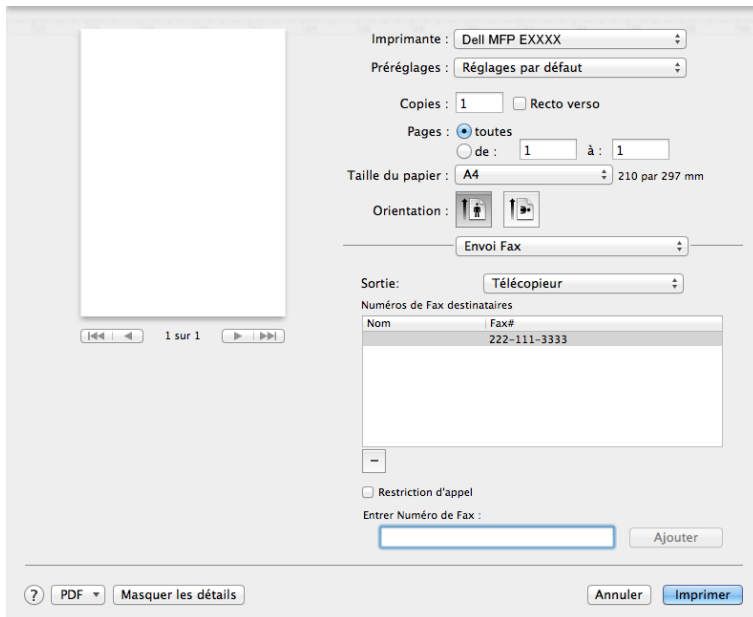 Imprimante : Dell MFP EXXXX
Préréglages : Réglages par défaut
Copies : 1 Recto verso
Pages : toutes
de : 1 à : 1
Taille du papier : A4 210 par 297 mm
Orientation :
Envoi Fax
Sortie: Télécopieur
Numéros de Fax destinataires
Nom Fax#
222-111-3333
1 sur 1
−
Restriction d'appel
Entrer Numéro de Fax :
Ajouter
? PDF Masquer les détails Annuler Imprimer